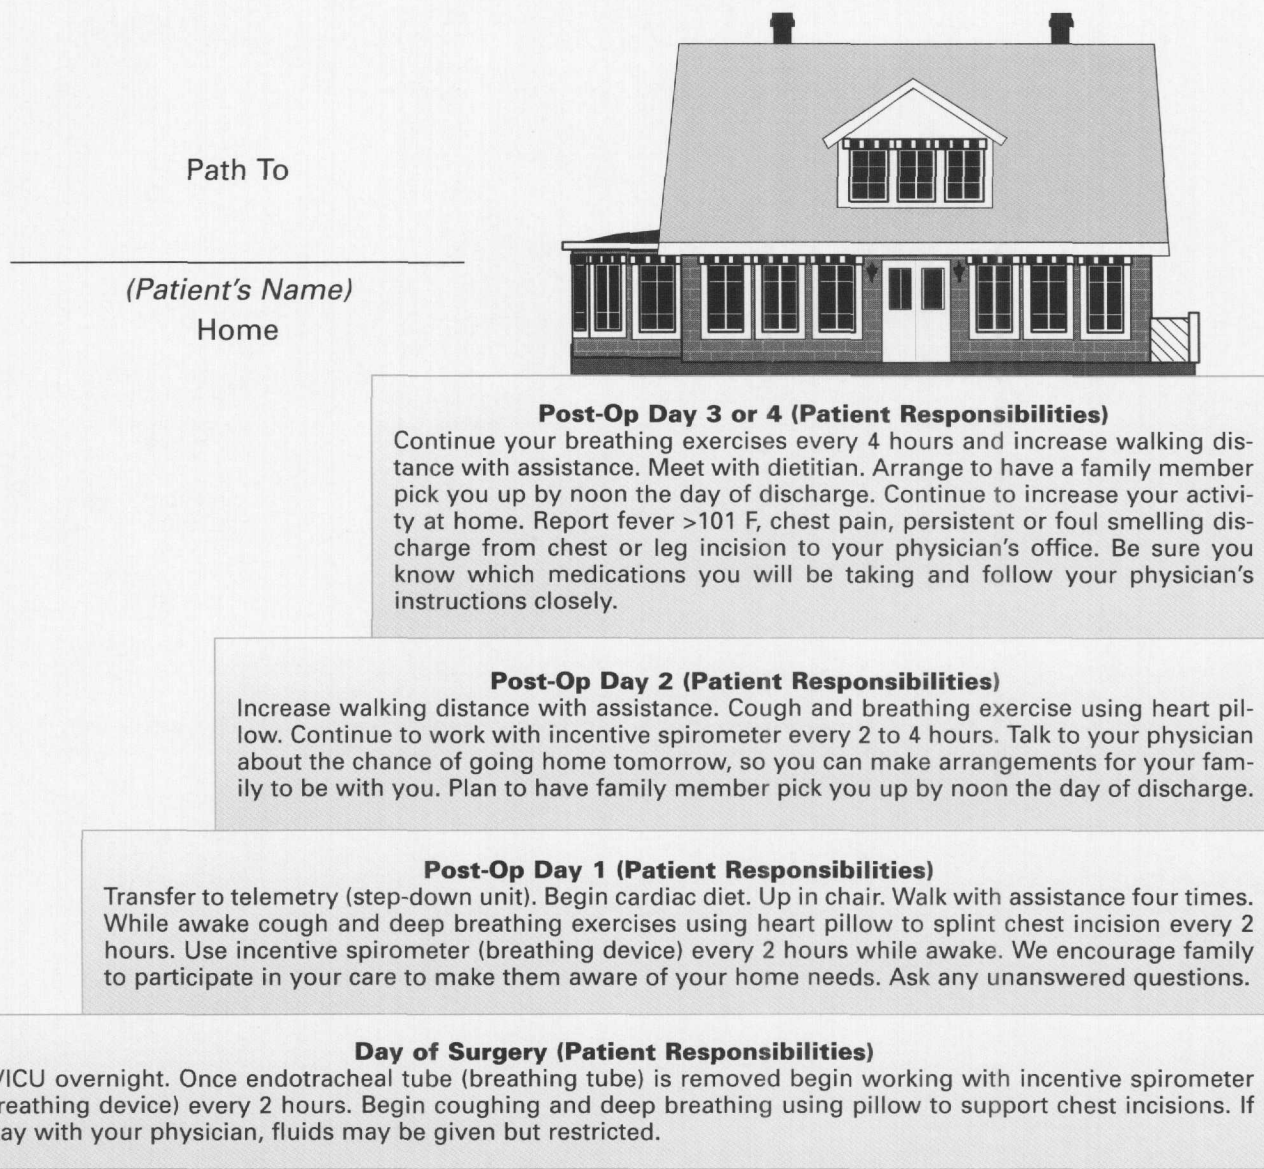 Path To
(Patient's Name)
Home
Post-Op Day 3 or 4 (Patient Responsibilities)
Continue your breathing exercises every 4 hours and increase walking dis-
tance with assistance. Meet with dietitian. Arrange to have a family member
pick you up by noon the day of discharge. Continue to increase your activi-
ty at home. Report fever >101 F, chest pain, persistent or foul smelling dis-
charge from chest or leg incision to your physician's office. Be sure you
know which medications you will be taking and follow your physician's
instructions closely.
Post-Op Day 2 (Patient Responsibilities)
Increase walking distance with assistance. Cough and breathing exercise using heart pil-
low. Continue to work with incentive spirometer every 2 to 4 hours. Talk to your physician
about the chance of going home tomorrow, so you can make arrangements for your fam-
ily to be with you. Plan to have family member pick you up by noon the day of discharge.
Post-Op Day 1 (Patient Responsibilities)
Transfer to telemetry (step-down unit). Begin cardiac diet. Up in chair. Walk with assistance four times.
While awake cough and deep breathing exercises using heart pillow to splint chest incision every 2
hours. Use incentive spirometer (breathing device) every 2 hours while awake. We encourage family
to participate in your care to make them aware of your home needs. Ask any unanswered questions.
Day of Surgery (Patient Responsibilities)
overnight. Once endotracheal tube (breathing tube) is removed begin working with incentive spirometer
device) every 2 hours. Begin coughing and deep breathing using pillow to support chest incisions. If
with your physician, fluids may be given but restricted.